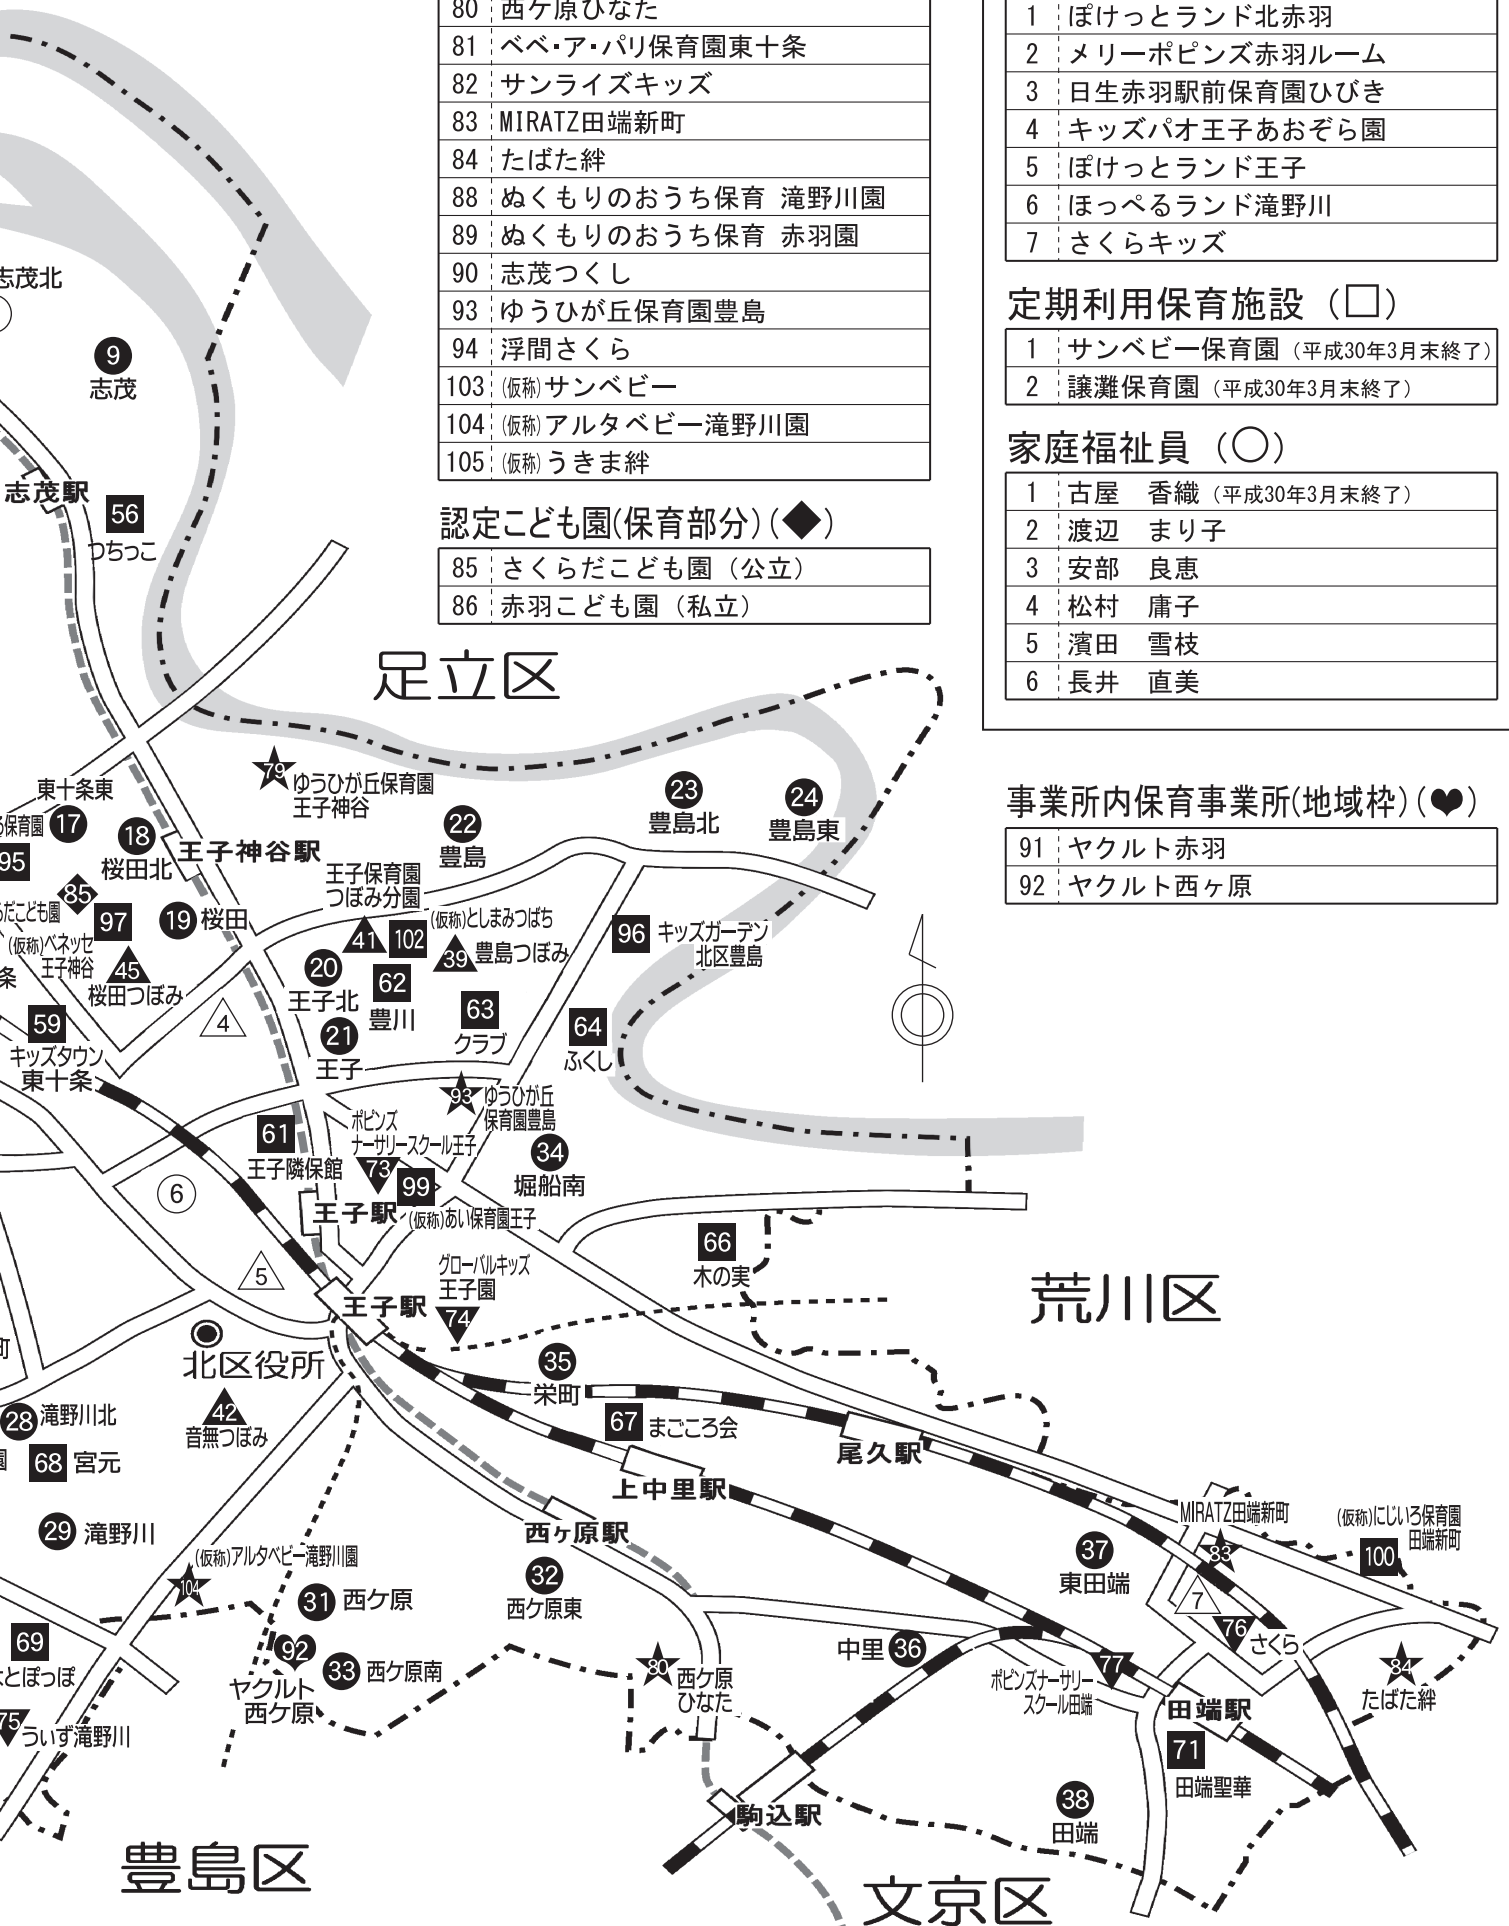 80 西ケ原ひなた
81 ベベ・ア・パリ保育園東十条
82 サンライズキッズ
83 MIRATZ田端新町
84 たばた絆
88 ぬくもりのおうち保育 滝野川園
89 ぬくもりのおうち保育 赤羽園
90 志茂つくし
93 ゆうひが丘保育園豊島
94 浮間さくら
103 (仮称)サンベビー
104 (仮称)アルタベビー滝野川園
105 (仮称)うきま絆
認定こども園(保育部分)(◆)
85 さくらだこども園（公立）
86 赤羽こども園（私立）
1 ぽけっとランド北赤羽
2 メリーポピンズ赤羽ルーム
3 日生赤羽駅前保育園ひびき
4 キッズパオ王子あおぞら園
5 ぽけっとランド王子
6 ほっぺるランド滝野川
7 さくらキッズ
定期利用保育施設（□）
1 サンベビー保育園（平成30年3月末終了）
2 譲灘保育園（平成30年3月末終了）
家庭福祉員（○）
1 古屋　香織（平成30年3月末終了）
2 渡辺　まり子
3 安部　良恵
4 松村　庸子
5 濱田　雪枝
6 長井　直美
事業所内保育事業所(地域枠)(♥)
91 ヤクルト赤羽
92 ヤクルト西ヶ原
志茂北
9
志茂
志茂駅
56
つちっこ
足立区
79
ゆうひが丘保育園
王子神谷
東十条東
17
保育園
95
18
桜田北
王子神谷駅
22
豊島
23
豊島北
24
豊島東
王子保育園
つぼみ分園
85
だこども園
97
19 桜田
(仮称)ベネッセ
王子神谷
条
45
桜田つぼみ
41
102
(仮称)としまみつばち
39 豊島つぼみ
96 キッズガーデン
北区豊島
20
王子北
62
豊川
63
クラブ
64
ふくし
21
王子
4
59
キッズタウン
東十条
93
ゆうひが丘
保育園豊島
61
王子隣保館
ポピンズ
ナーサリースクール王子
73
99
34
堀船南
6
王子駅
(仮称)あい保育園王子
66
木の実
5
グローバルキッズ
王子園
74
王子駅
荒川区
町
北区役所
35
栄町
42
音無つぼみ
28 滝野川北
67 まごころ会
園
68 宮元
尾久駅
上中里駅
29 滝野川
西ヶ原駅
MIRATZ田端新町
83
(仮称)にじいろ保育園
田端新町
100
(仮称)アルタベビー滝野川園
104
31 西ケ原
32
西ケ原東
37
東田端
7
76
さくら
69
とぽっぽ
92
ヤクルト
西ケ原
33 西ケ原南
80
西ケ原
ひなた
中里 36
77
ポピンズナーサリー
スクール田端
84
たばた絆
75 うぃず滝野川
田端駅
71
田端聖華
駒込駅
38
田端
豊島区
文京区